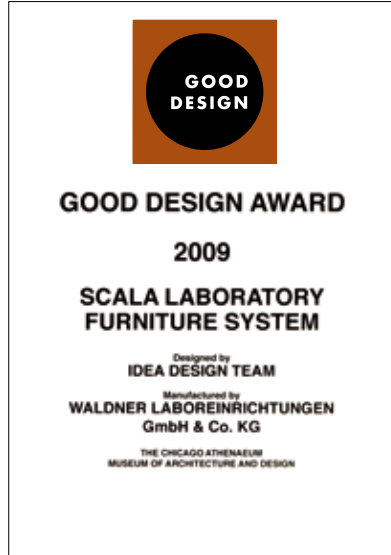 GOOD
DESIGN
GOOD DESIGN AWARD
2009
SCALA LABORATORY
FURNITURE SYSTEM
Designed by
IDEA DESIGN TEAM
Manufactured by
WALDNER LABOREINRICHTUNGEN
GmbH & Co. KG
THE CHICAGO ATHENAEUM
MUSEUM OF ARCHITECTURE AND DESIGN